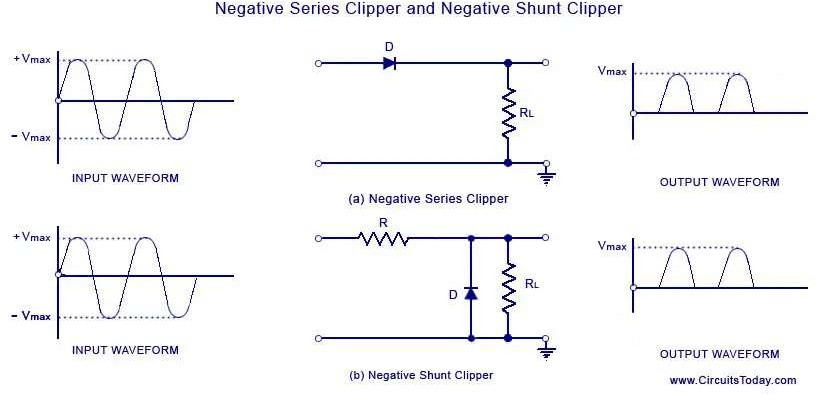 Negative Series Clipper and Negative Shunt Clipper
+Vmax
- Vmax
INPUT WAVEFORM
D
RL
(a) Negative Series Clipper
Vmax
OUTPUT WAVEFORM
+Vmax
- Vmax
INPUT WAVEFORM
R
D
RL
(b) Negative Shunt Clipper
Vmax
OUTPUT WAVEFORM
www.CircuitsToday.com